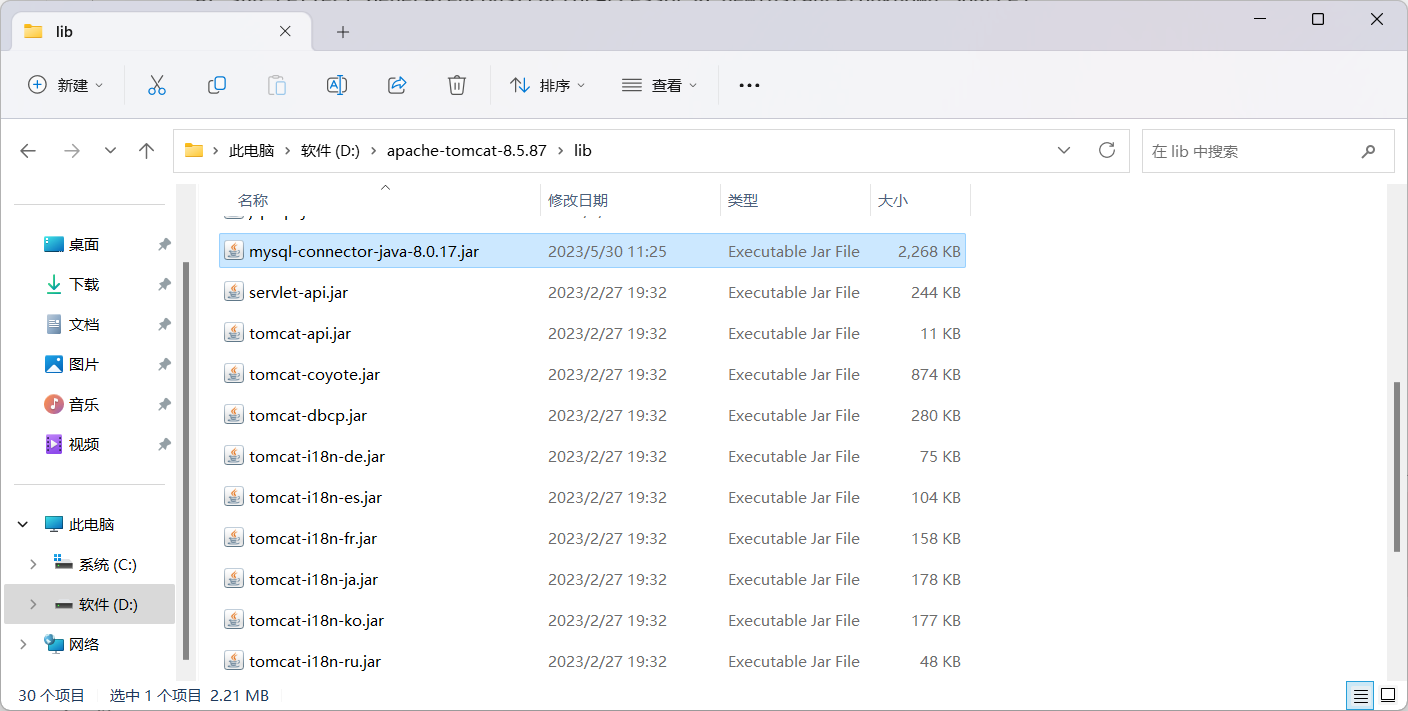 lib
新建
排序
查看
此电脑 软件 (D:) apache-tomcat-8.5.87 lib
在 lib 中搜索
名称 修改日期 类型 大小
mysql-connector-java-8.0.17.jar 2023/5/30 11:25 Executable Jar File 2,268 KB
servlet-api.jar 2023/2/27 19:32 Executable Jar File 244 KB
tomcat-api.jar 2023/2/27 19:32 Executable Jar File 11 KB
tomcat-coyote.jar 2023/2/27 19:32 Executable Jar File 874 KB
tomcat-dbcp.jar 2023/2/27 19:32 Executable Jar File 280 KB
tomcat-i18n-de.jar 2023/2/27 19:32 Executable Jar File 75 KB
tomcat-i18n-es.jar 2023/2/27 19:32 Executable Jar File 104 KB
tomcat-i18n-fr.jar 2023/2/27 19:32 Executable Jar File 158 KB
tomcat-i18n-ja.jar 2023/2/27 19:32 Executable Jar File 178 KB
tomcat-i18n-ko.jar 2023/2/27 19:32 Executable Jar File 177 KB
tomcat-i18n-ru.jar 2023/2/27 19:32 Executable Jar File 48 KB
桌面
下载
文档
图片
音乐
视频
此电脑
系统 (C:)
软件 (D:)
网络
30 个项目 选中 1 个项目 2.21 MB